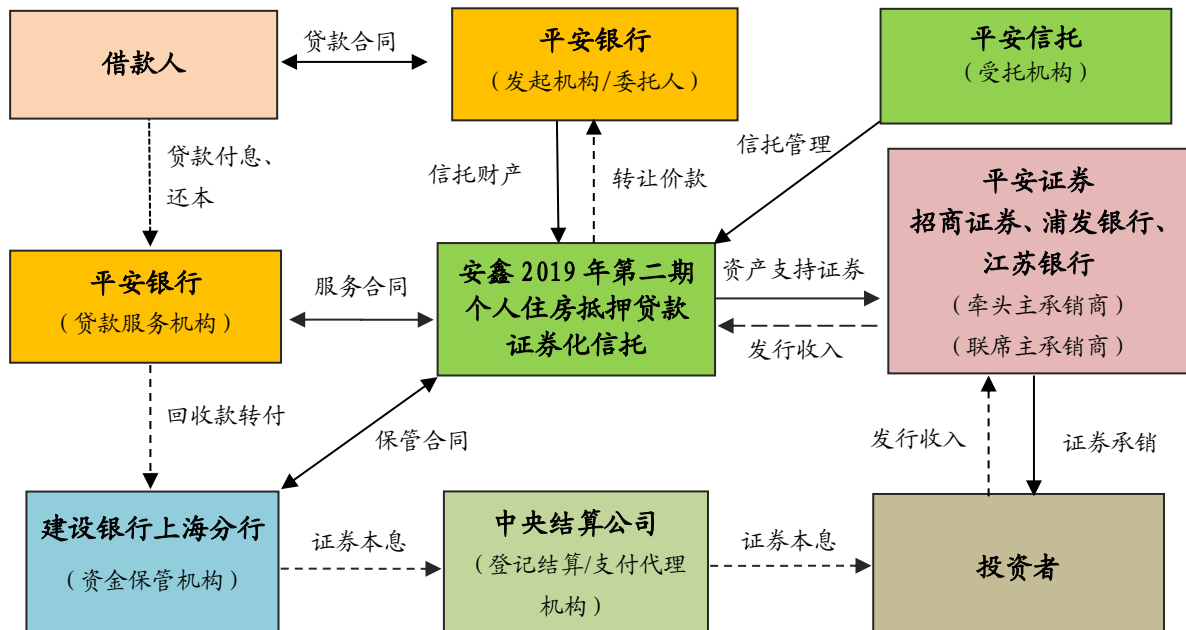 借款人
贷款合同
平安银行
（发起机构/委托人）
平安信托
（受托机构）
贷款付息、
还本
信托财产
转让价款
信托管理
平安证券
招商证券、浦发银行、
江苏银行
（牵头主承销商）
（联席主承销商）
平安银行
（贷款服务机构）
服务合同
安鑫 2019 年第二期
个人住房抵押贷款
证券化信托
资产支持证券
发行收入
回收款转付
保管合同
发行收入
证券承销
建设银行上海分行
（资金保管机构）
证券本息
中央结算公司
（登记结算/支付代理
机构）
证券本息
投资者